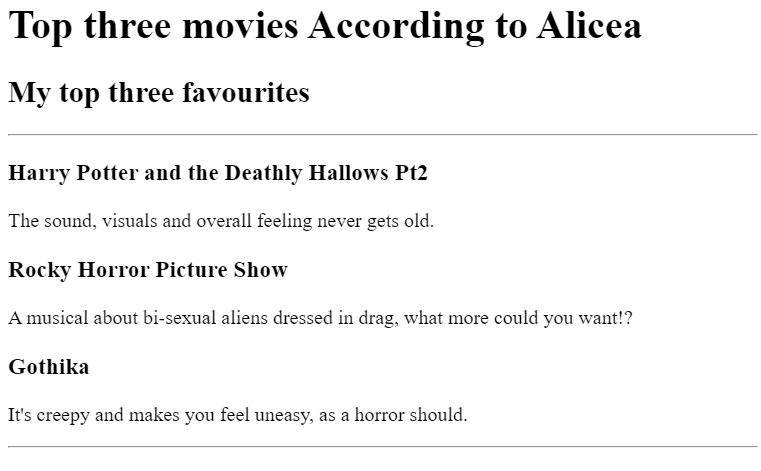 Top three movies According to Alicea
My top three favourites
Harry Potter and the Deathly Hallows Pt2
The sound, visuals and overall feeling never gets old.
Rocky Horror Picture Show
A musical about bi-sexual aliens dressed in drag, what more could you want!?
Gothika
It's creepy and makes you feel uneasy, as a horror should.